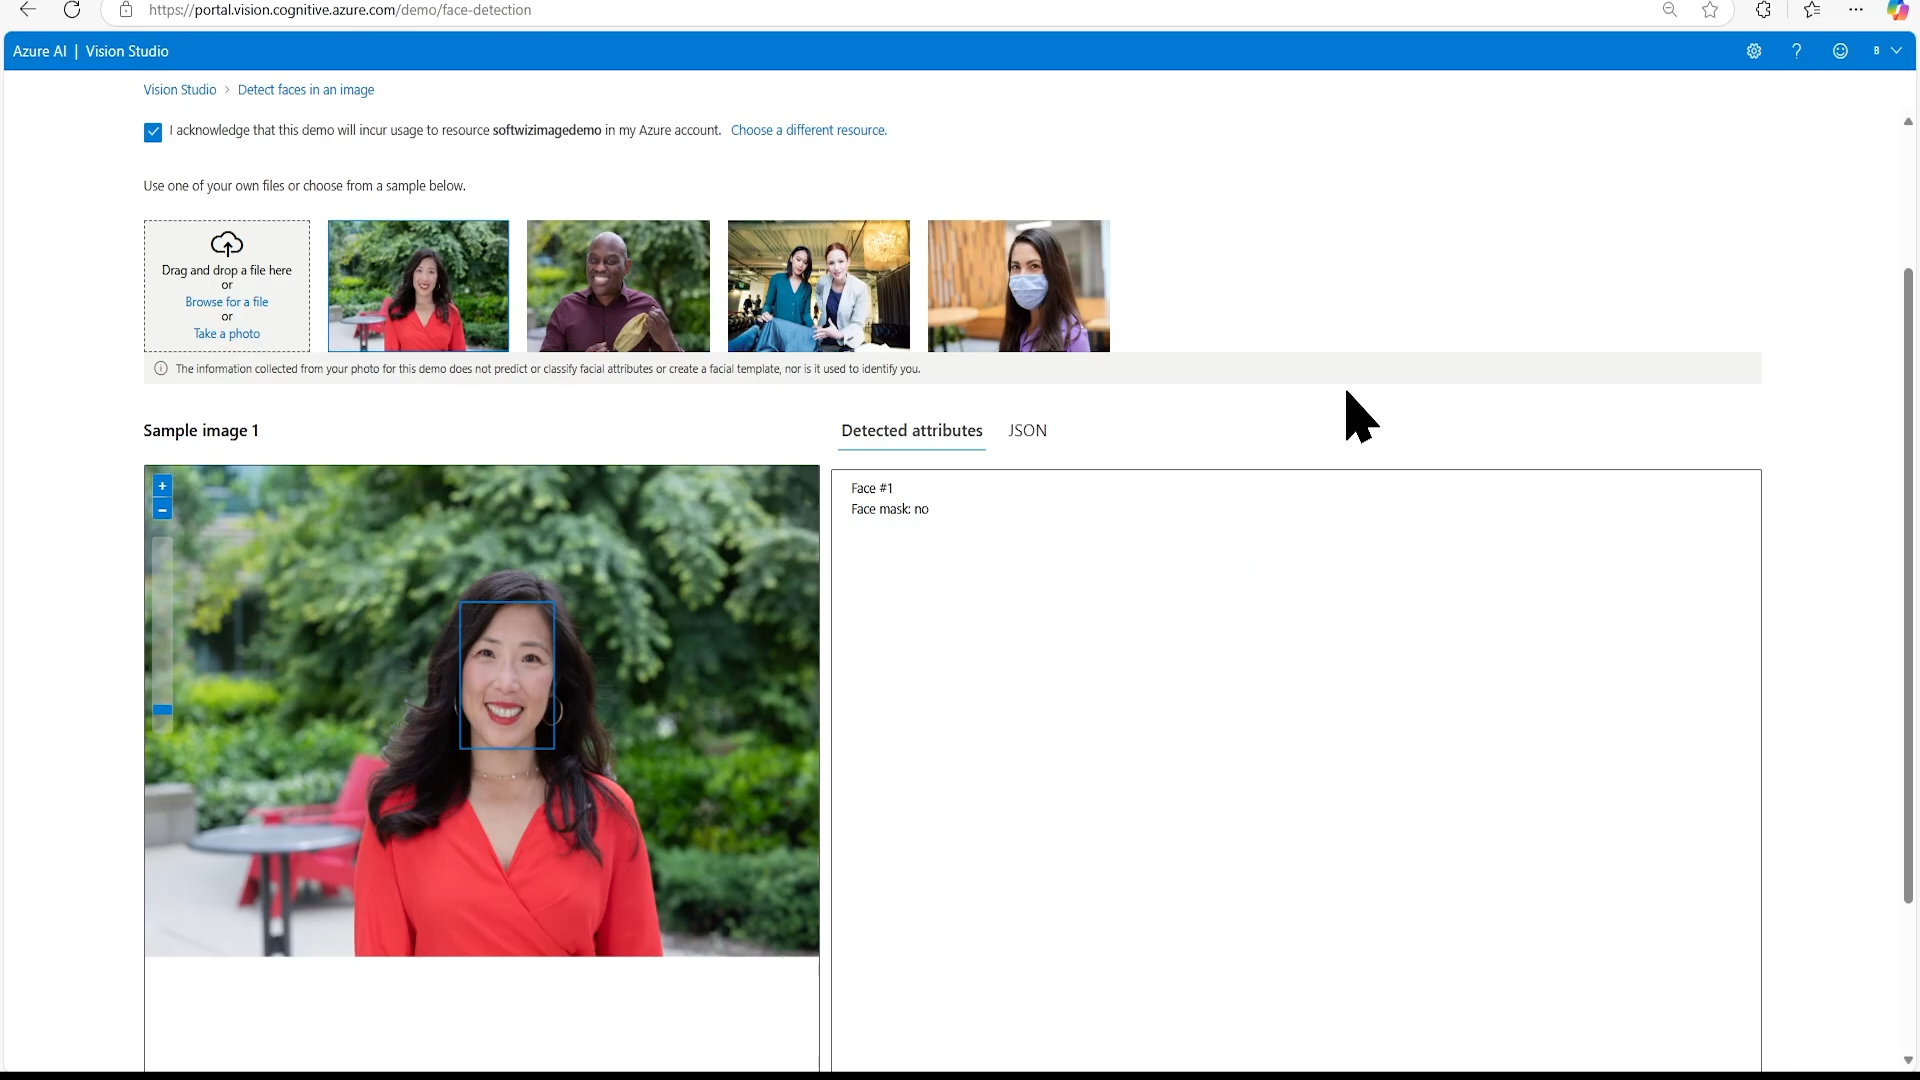 https://portal.vision.cognitive.azure.com/demo/face-detection
Azure AI | Vision Studio
B
Vision Studio > Detect faces in an image
I acknowledge that this demo will incur usage to resource softwizimagedemo in my Azure account. Choose a different resource.
Use one of your own files or choose from a sample below.
Drag and drop a file here
or
Browse for a file
or
Take a photo
The information collected from your photo for this demo does not predict or classify facial attributes or create a facial template, nor is it used to identify you.
Sample image 1
Detected attributes JSON
Face #1
Face mask: no